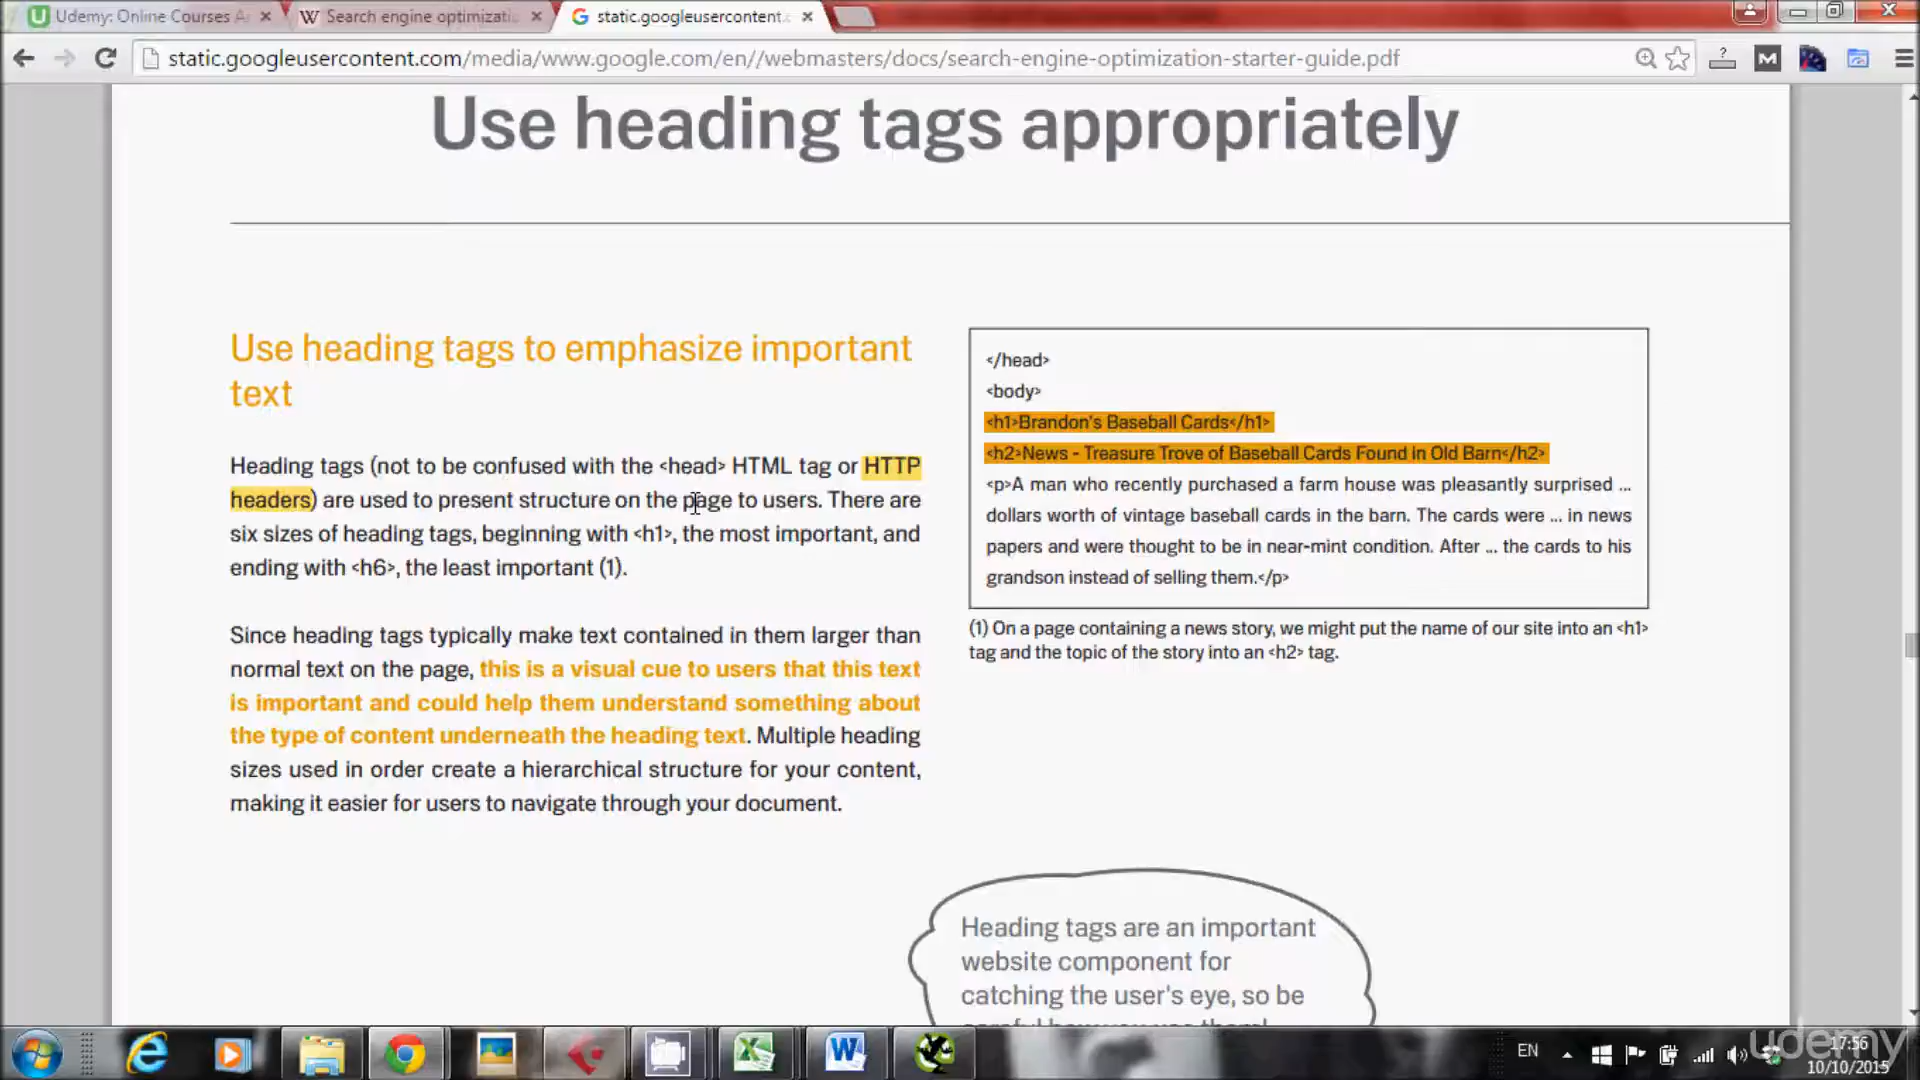 Udemy: Online Courses A
Search engine optimizati
static.googleusercontent.
static.googleusercontent.com/media/www.google.com/en//webmasters/docs/search-engine-optimization-starter-guide.pdf
Use heading tags appropriately
Use heading tags to emphasize important
text
Heading tags (not to be confused with the <head> HTML tag or HTTP
headers) are used to present structure on the page to users. There are
six sizes of heading tags, beginning with <h1>, the most important, and
ending with <h6>, the least important (1).
Since heading tags typically make text contained in them larger than
normal text on the page, this is a visual cue to users that this text
is important and could help them understand something about
the type of content underneath the heading text. Multiple heading
sizes used in order create a hierarchical structure for your content,
making it easier for users to navigate through your document.
</head>
<body>
<h1>Brandon's Baseball Cards</h1>
<h2>News - Treasure Trove of Baseball Cards Found in Old Barn</h2>
<p>A man who recently purchased a farm house was pleasantly surprised ...
dollars worth of vintage baseball cards in the barn. The cards were ... in news
papers and were thought to be in near-mint condition. After ... the cards to his
grandson instead of selling them.</p>
(1) On a page containing a news story, we might put the name of our site into an <h1>
tag and the topic of the story into an <h2> tag.
Heading tags are an important
website component for
catching the user's eye, so be
careful how you use them!
EN
17:56
10/10/2015
udemy